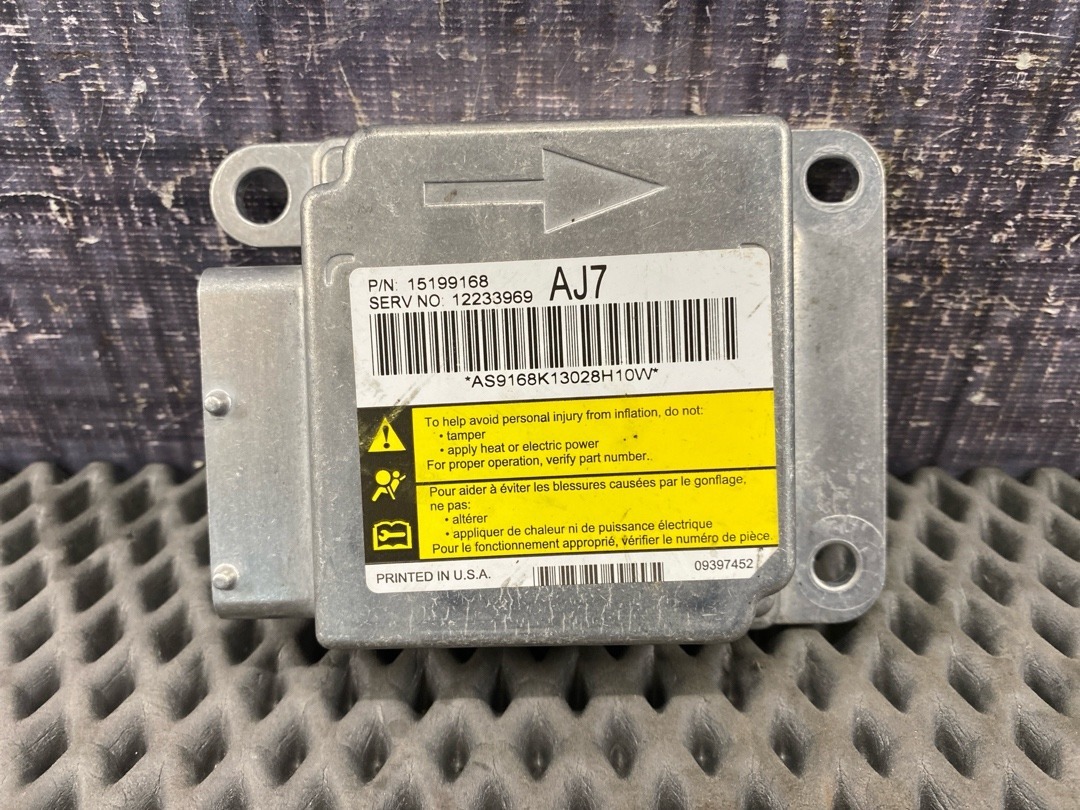 P/N: 15199168
SERV NO: 12233969 AJ7
*AS9168K13028H10W*
To help avoid personal injury from inflation, do not:
• tamper
• apply heat or electric power
For proper operation, verify part number.
Pour aider à éviter les blessures causées par le gonflage,
ne pas:
• altérer
• appliquer de chaleur ni de puissance électrique
Pour le fonctionnement approprié, vérifier le numéro de pièce.
PRINTED IN U.S.A. 09397452